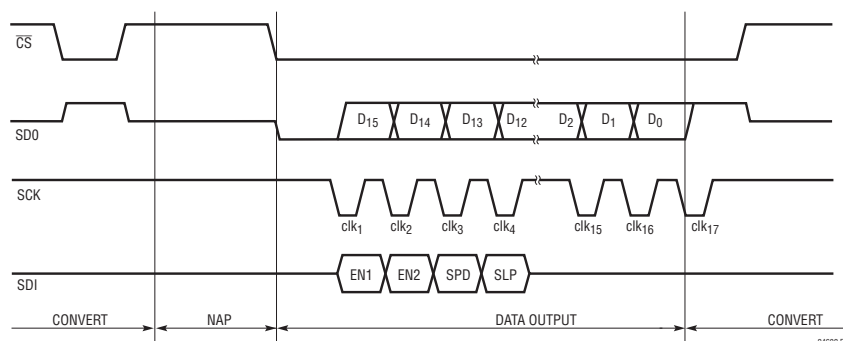 CS
SD0
D15 D14 D13 D12 D2 D1 D0
SCK
clk1 clk2 clk3 clk4 clk15 clk16 clk17
SDI
EN1 EN2 SPD SLP
CONVERT NAP DATA OUTPUT CONVERT